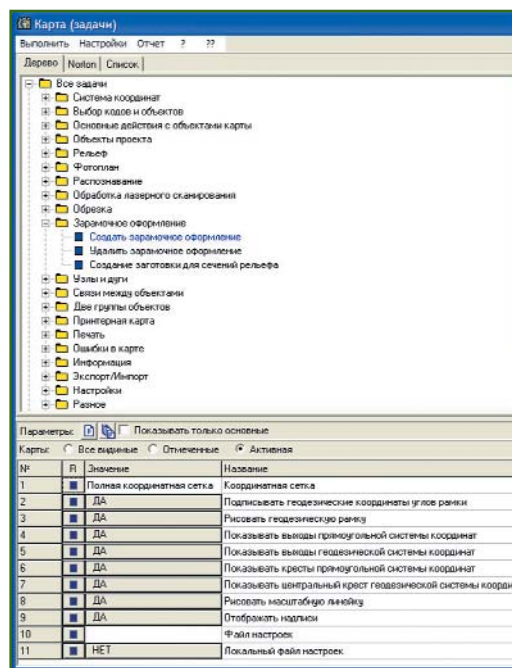 Карта (задачи)
Выполнить Настройки Отчет ? ??
Дерево Norton Список
Все задачи
Система координат
Выбор кодов и объектов
Основные действия с объектами карты
Объекты проекта
Рельеф
Фотоплан
Распознавание
Обработка лазерного сканирования
Обрезка
Зарамочное оформление
Создать зарамочное оформление
Удалить зарамочное оформление
Создание заготовки для сечений рельефа
Узлы и дуги
Связи между объектами
Две группы объектов
Принтерная карта
Печать
Ошибки в карте
Информация
Экспорт/Импорт
Настройки
Разное
Параметры: Показывать только основные
Карты: Все видимые Отмеченные Активная
№ R Значение Название
1 Полная координатная сетка Координатная сетка
2 ДА Подписывать геодезические координаты углов рамки
3 ДА Рисовать геодезическую рамку
4 ДА Показывать выходы прямоугольной системы координат
5 ДА Показывать выходы геодезической системы координат
6 ДА Показывать кресты прямоугольной системы координат
7 ДА Показывать центральный крест геодезической системы коорди
8 ДА Рисовать масштабную линейку
9 ДА Отображать надписи
10 Файл настроек
11 НЕТ Локальный файл настроек